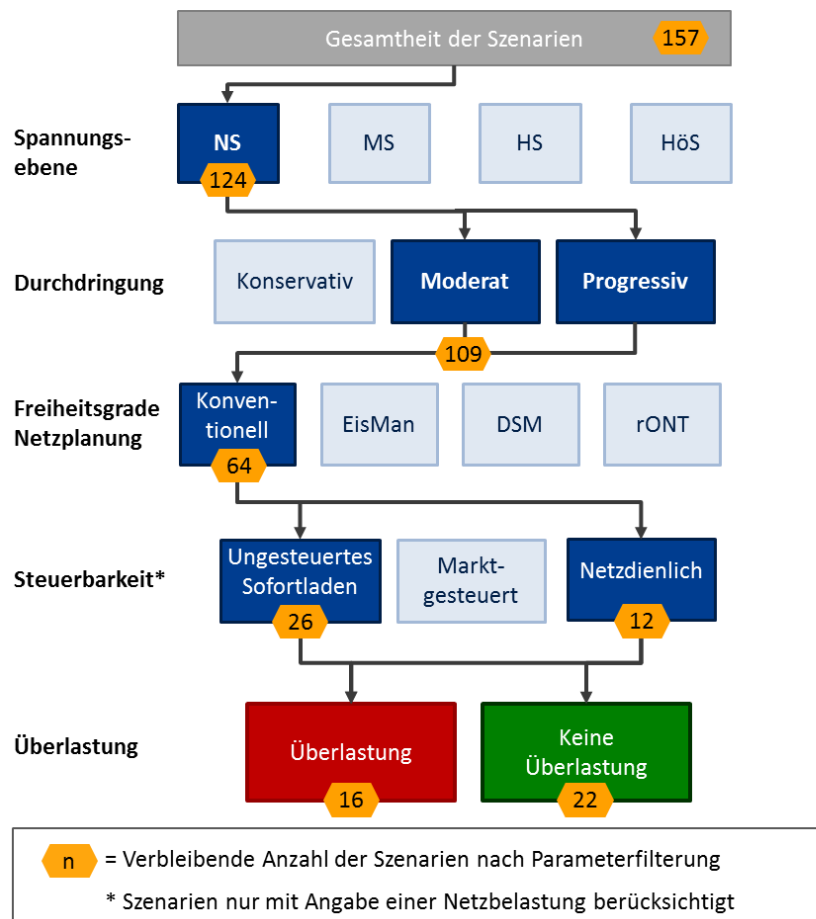 Gesamtheit der Szenarien 157
Spannungs-
ebene
NS MS HS HöS
124
Durchdringung Konservativ Moderat Progressiv
109
Freiheitsgrade
Netzplanung
Konven-
tionell
EisMan DSM rONT
64
Steuerbarkeit*
Ungesteuertes
Sofortladen
Markt-
gesteuert
Netzdienlich
26 12
Überlastung
Überlastung
Keine
Überlastung
16 22
n = Verbleibende Anzahl der Szenarien nach Parameterfilterung
* Szenarien nur mit Angabe einer Netzbelastung berücksichtigt